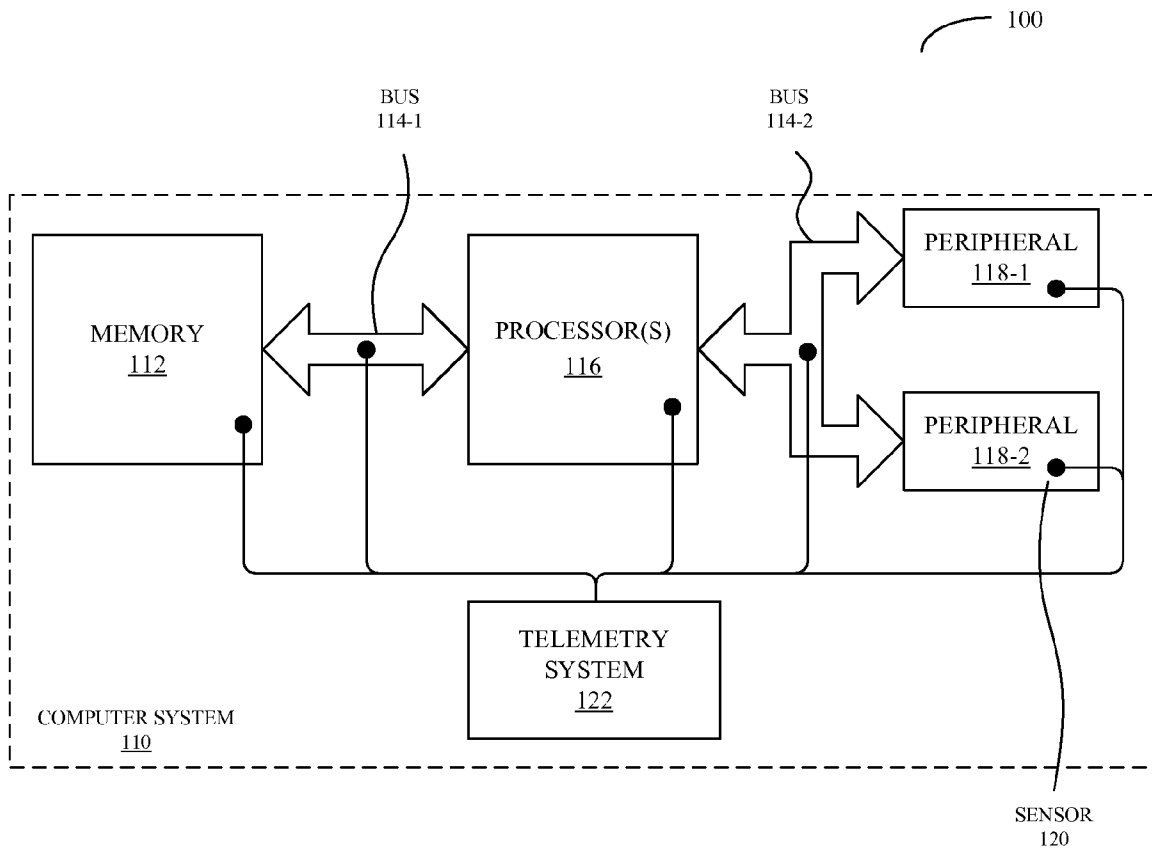 100
BUS
114-1
BUS
114-2
MEMORY
112
PROCESSOR(S)
116
PERIPHERAL
118-1
PERIPHERAL
118-2
TELEMETRY
SYSTEM
122
COMPUTER SYSTEM
110
SENSOR
120